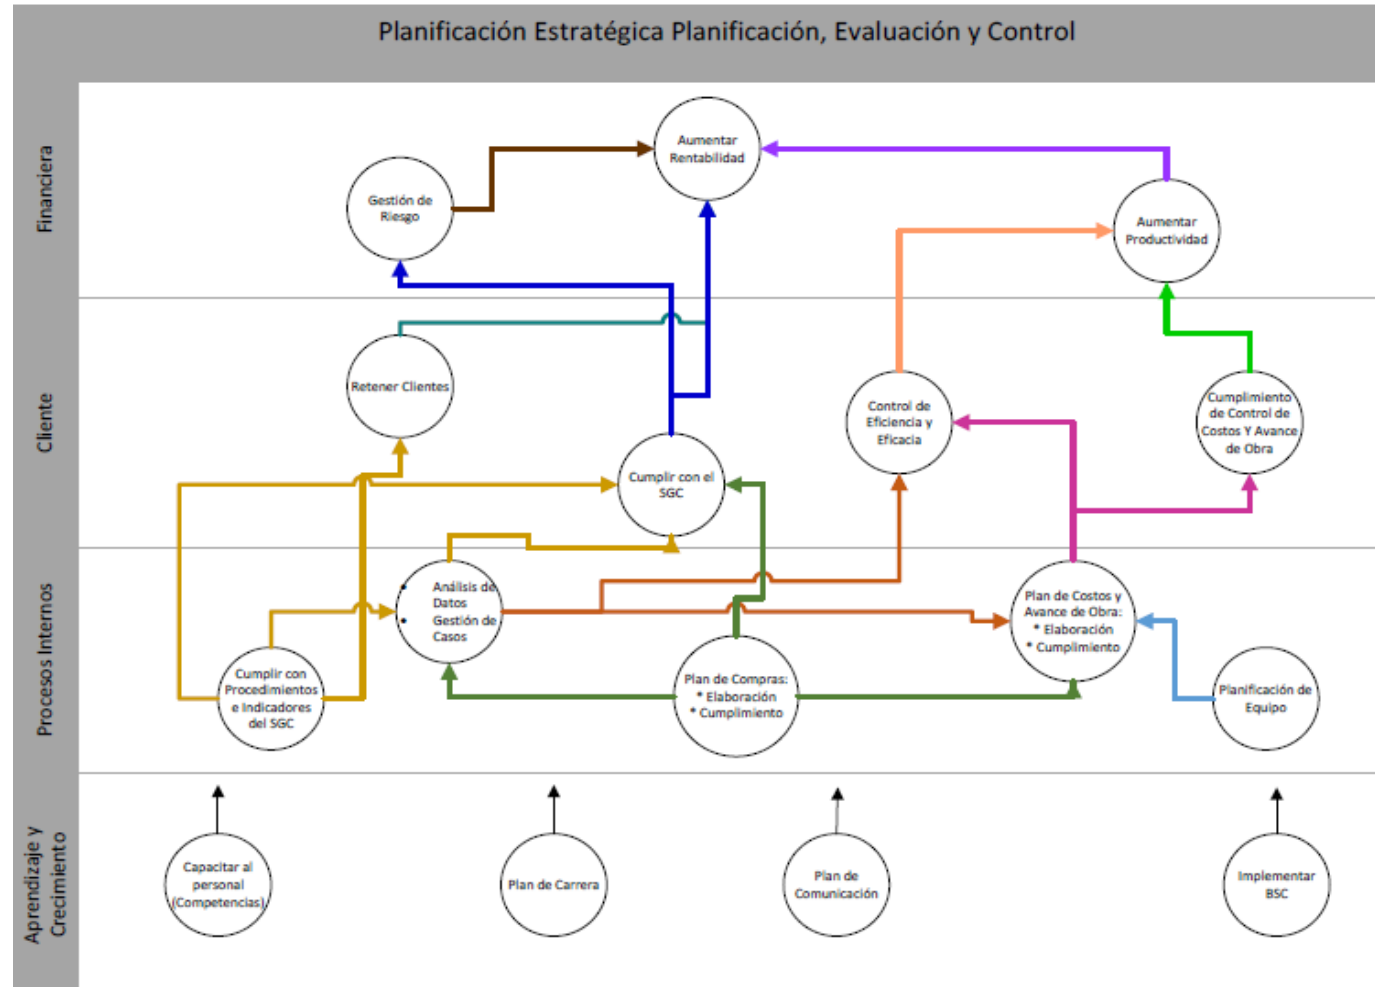 Planificación Estratégica Planificación, Evaluación y Control
Financiera
Aumentar
Rentabilidad
Gestión de
Riesgo
Aumentar
Productividad
Cliente
Retener Clientes
Control de
Eficiencia y
Eficacia
Cumplimiento
de Control de
Costos Y Avance
de Obra
Cumplir con el
SGC
Procesos Internos
• Análisis de
Datos
• Gestión de
Casos
Plan de Costos y
Avance de Obra:
* Elaboración
* Cumplimiento
Cumplir con
Procedimientos
e Indicadores
del SGC
Plan de Compras:
* Elaboración
* Cumplimiento
Planificación de
Equipo
Aprendizaje y
Crecimiento
Capacitar al
personal
(Competencias)
Plan de Carrera
Plan de
Comunicación
Implementar
BSC